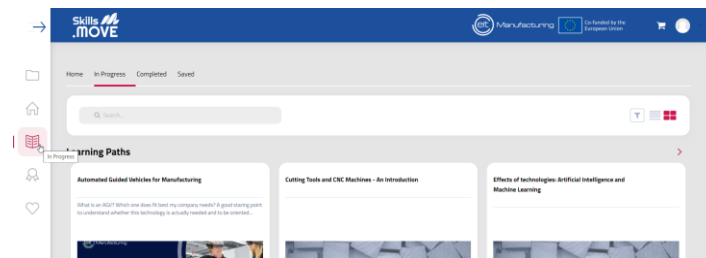 Skills
.MOVE
eit Manufacturing
Co-funded by the
European Union
Home In Progress Completed Saved
Search...
In Progress
Learning Paths
Automated Guided Vehicles for Manufacturing
What is an AGV? Which one does fit best my company needs? A good staring point
to understand whether this technology is actually needed and to be oriented...
Cutting Tools and CNC Machines - An Introduction
Effects of technologies: Artificial Intelligence and
Machine Learning
Manufacturing